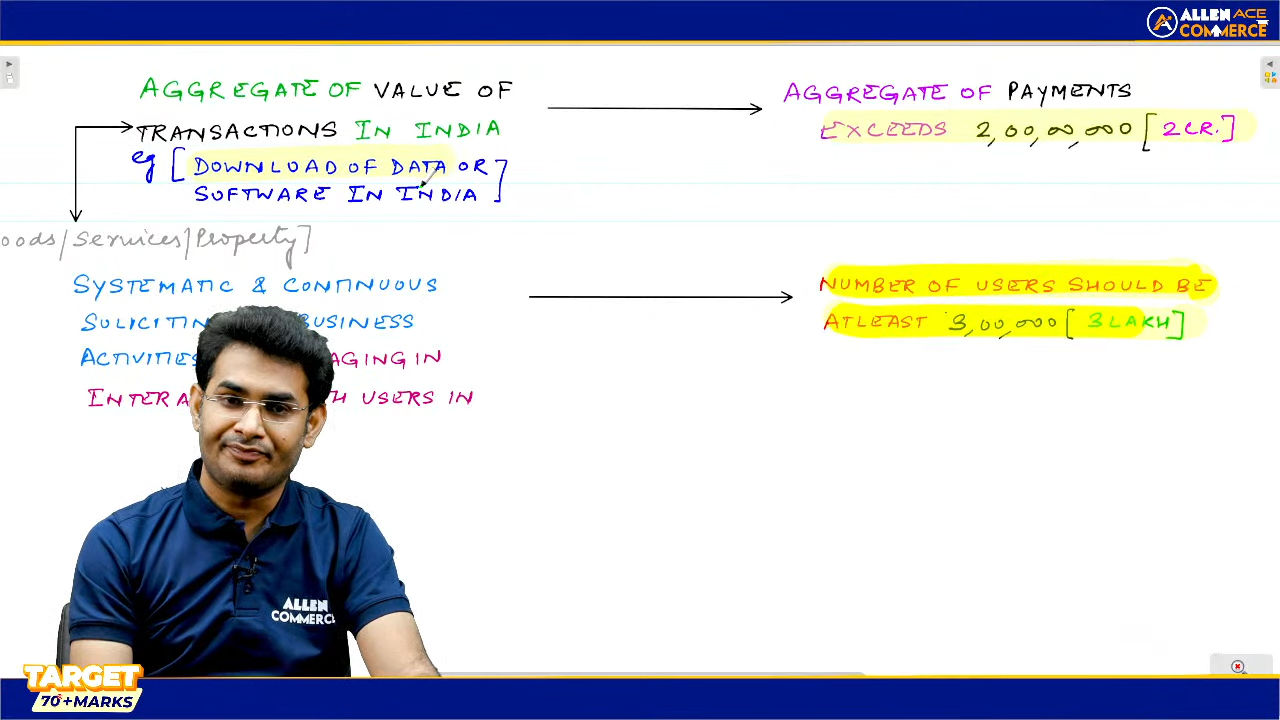 ALLEN ACE
COMMERCE
AGGREGATE OF VALUE OF
TRANSACTIONS IN INDIA
eg [DOWNLOAD OF DATA OR
SOFTWARE IN INDIA]
oods/Services/Property]
SYSTEMATIC & CONTINUOUS
SOLICITIN BUSINESS
ACTIVITIES AGING IN
INTERA H USERS IN
AGGREGATE OF PAYMENTS
EXCEEDS 2,00,00,000 [2CR.]
NUMBER OF USERS SHOULD BE
ATLEAST 3,00,000 [3 LAKH]
ALLEN
COMMERCE
TARGET
70+MARKS